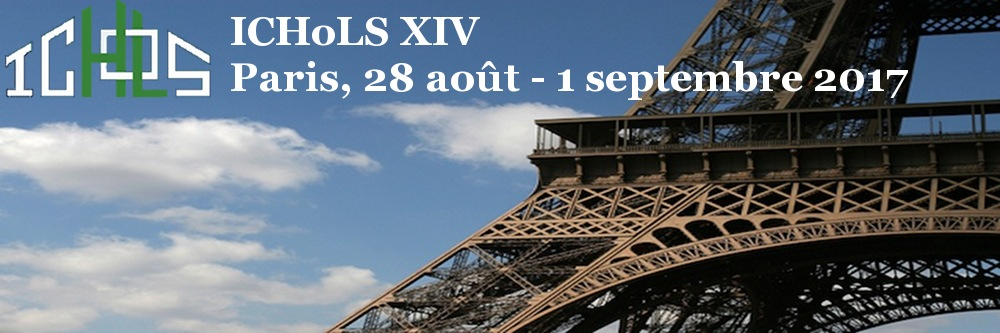 ICHoLS
ICHoLS XIV
Paris, 28 août - 1 septembre 2017